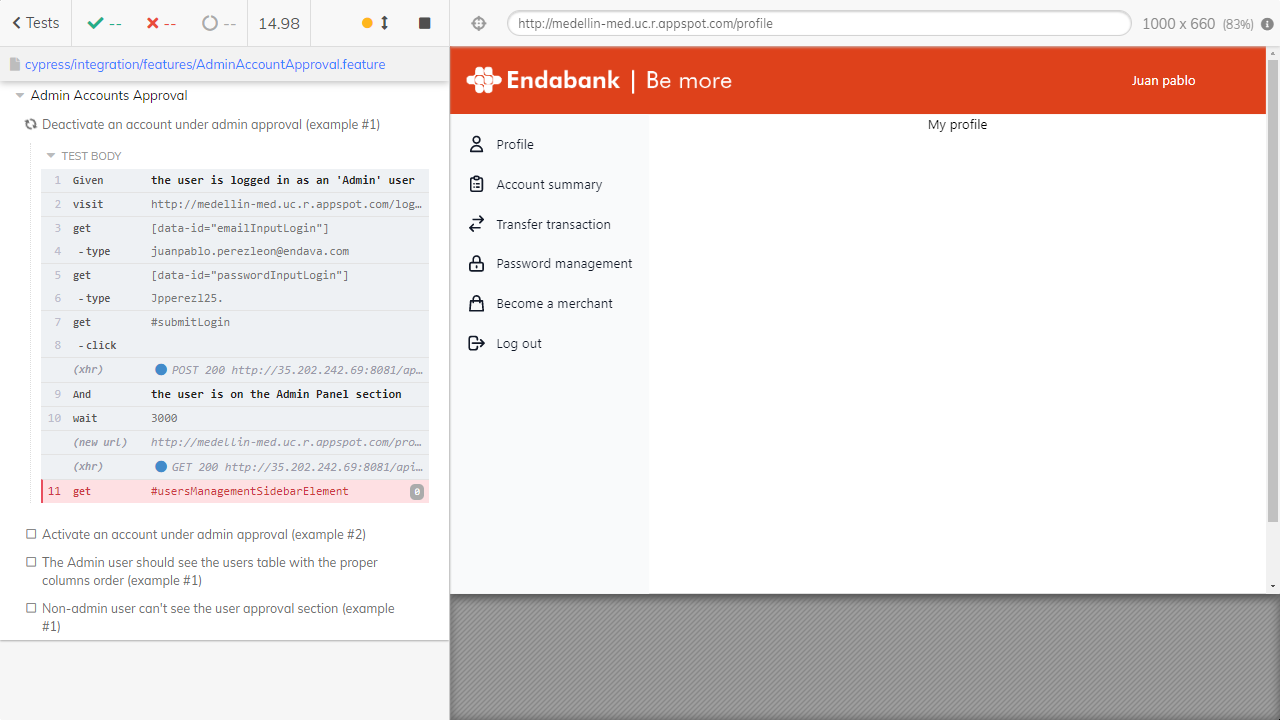 Tests
--
--
--
14.98
http://medellin-med.uc.r.appspot.com/profile
1000 x 660 (83%)
cypress/integration/features/AdminAccountApproval.feature
Admin Accounts Approval
Deactivate an account under admin approval (example #1)
TEST BODY
1 Given the user is logged in as an 'Admin' user
2 visit http://medellin-med.uc.r.appspot.com/log…
3 get [data-id="emailInputLogin"]
4 -type juanpablo.perezleon@endava.com
5 get [data-id="passwordInputLogin"]
6 -type Jpperezl25.
7 get #submitLogin
8 -click
(xhr) POST 200 http://35.202.242.69:8081/ap…
9 And the user is on the Admin Panel section
10 wait 3000
(new url) http://medellin-med.uc.r.appspot.com/pro…
(xhr) GET 200 http://35.202.242.69:8081/api…
11 get #usersManagementSidebarElement 0
Activate an account under admin approval (example #2)
The Admin user should see the users table with the proper
columns order (example #1)
Non-admin user can't see the user approval section (example
#1)
Endabank | Be more
Juan pablo
My profile
Profile
Account summary
Transfer transaction
Password management
Become a merchant
Log out